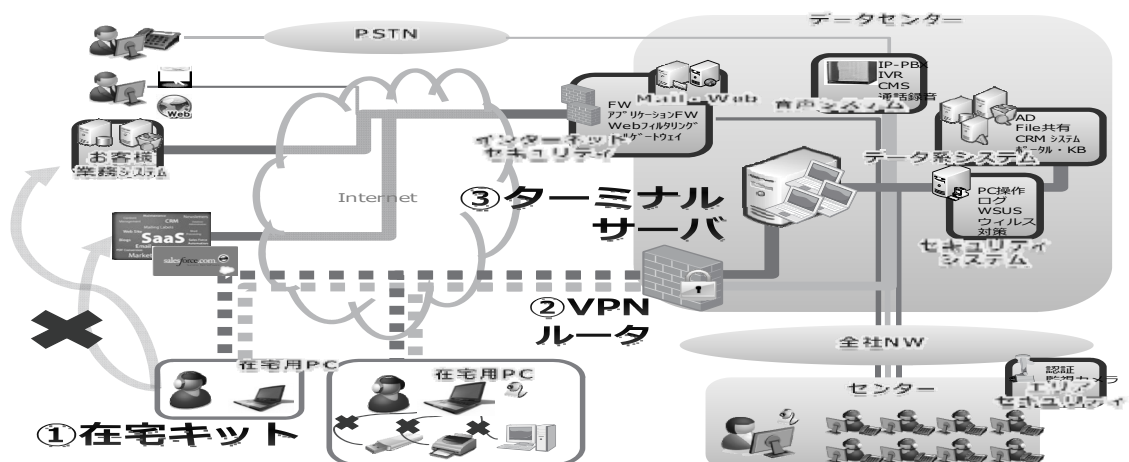 データセンター
PSTN
IP-PBX
IVR
CMS
通話録音
音声システム
Mail・Web
FW
アプリケーションFW
Webフィルタリング
インターネット
セキュリティ
Web
お客様
業務システム
AD
File共有
CRM システム
ポータル・KB
データ系システム
Internet
③ターミナル
サーバ
PC操作
ログ
WSUS
ウィルス
対策
セキュリティ
システム
CRM
SaaS
salesforce.com
②VPN
ルータ
全社NW
在宅用PC
在宅用PC
センター
認証
監視カメラ
エリア
セキュリティ
①在宅キット